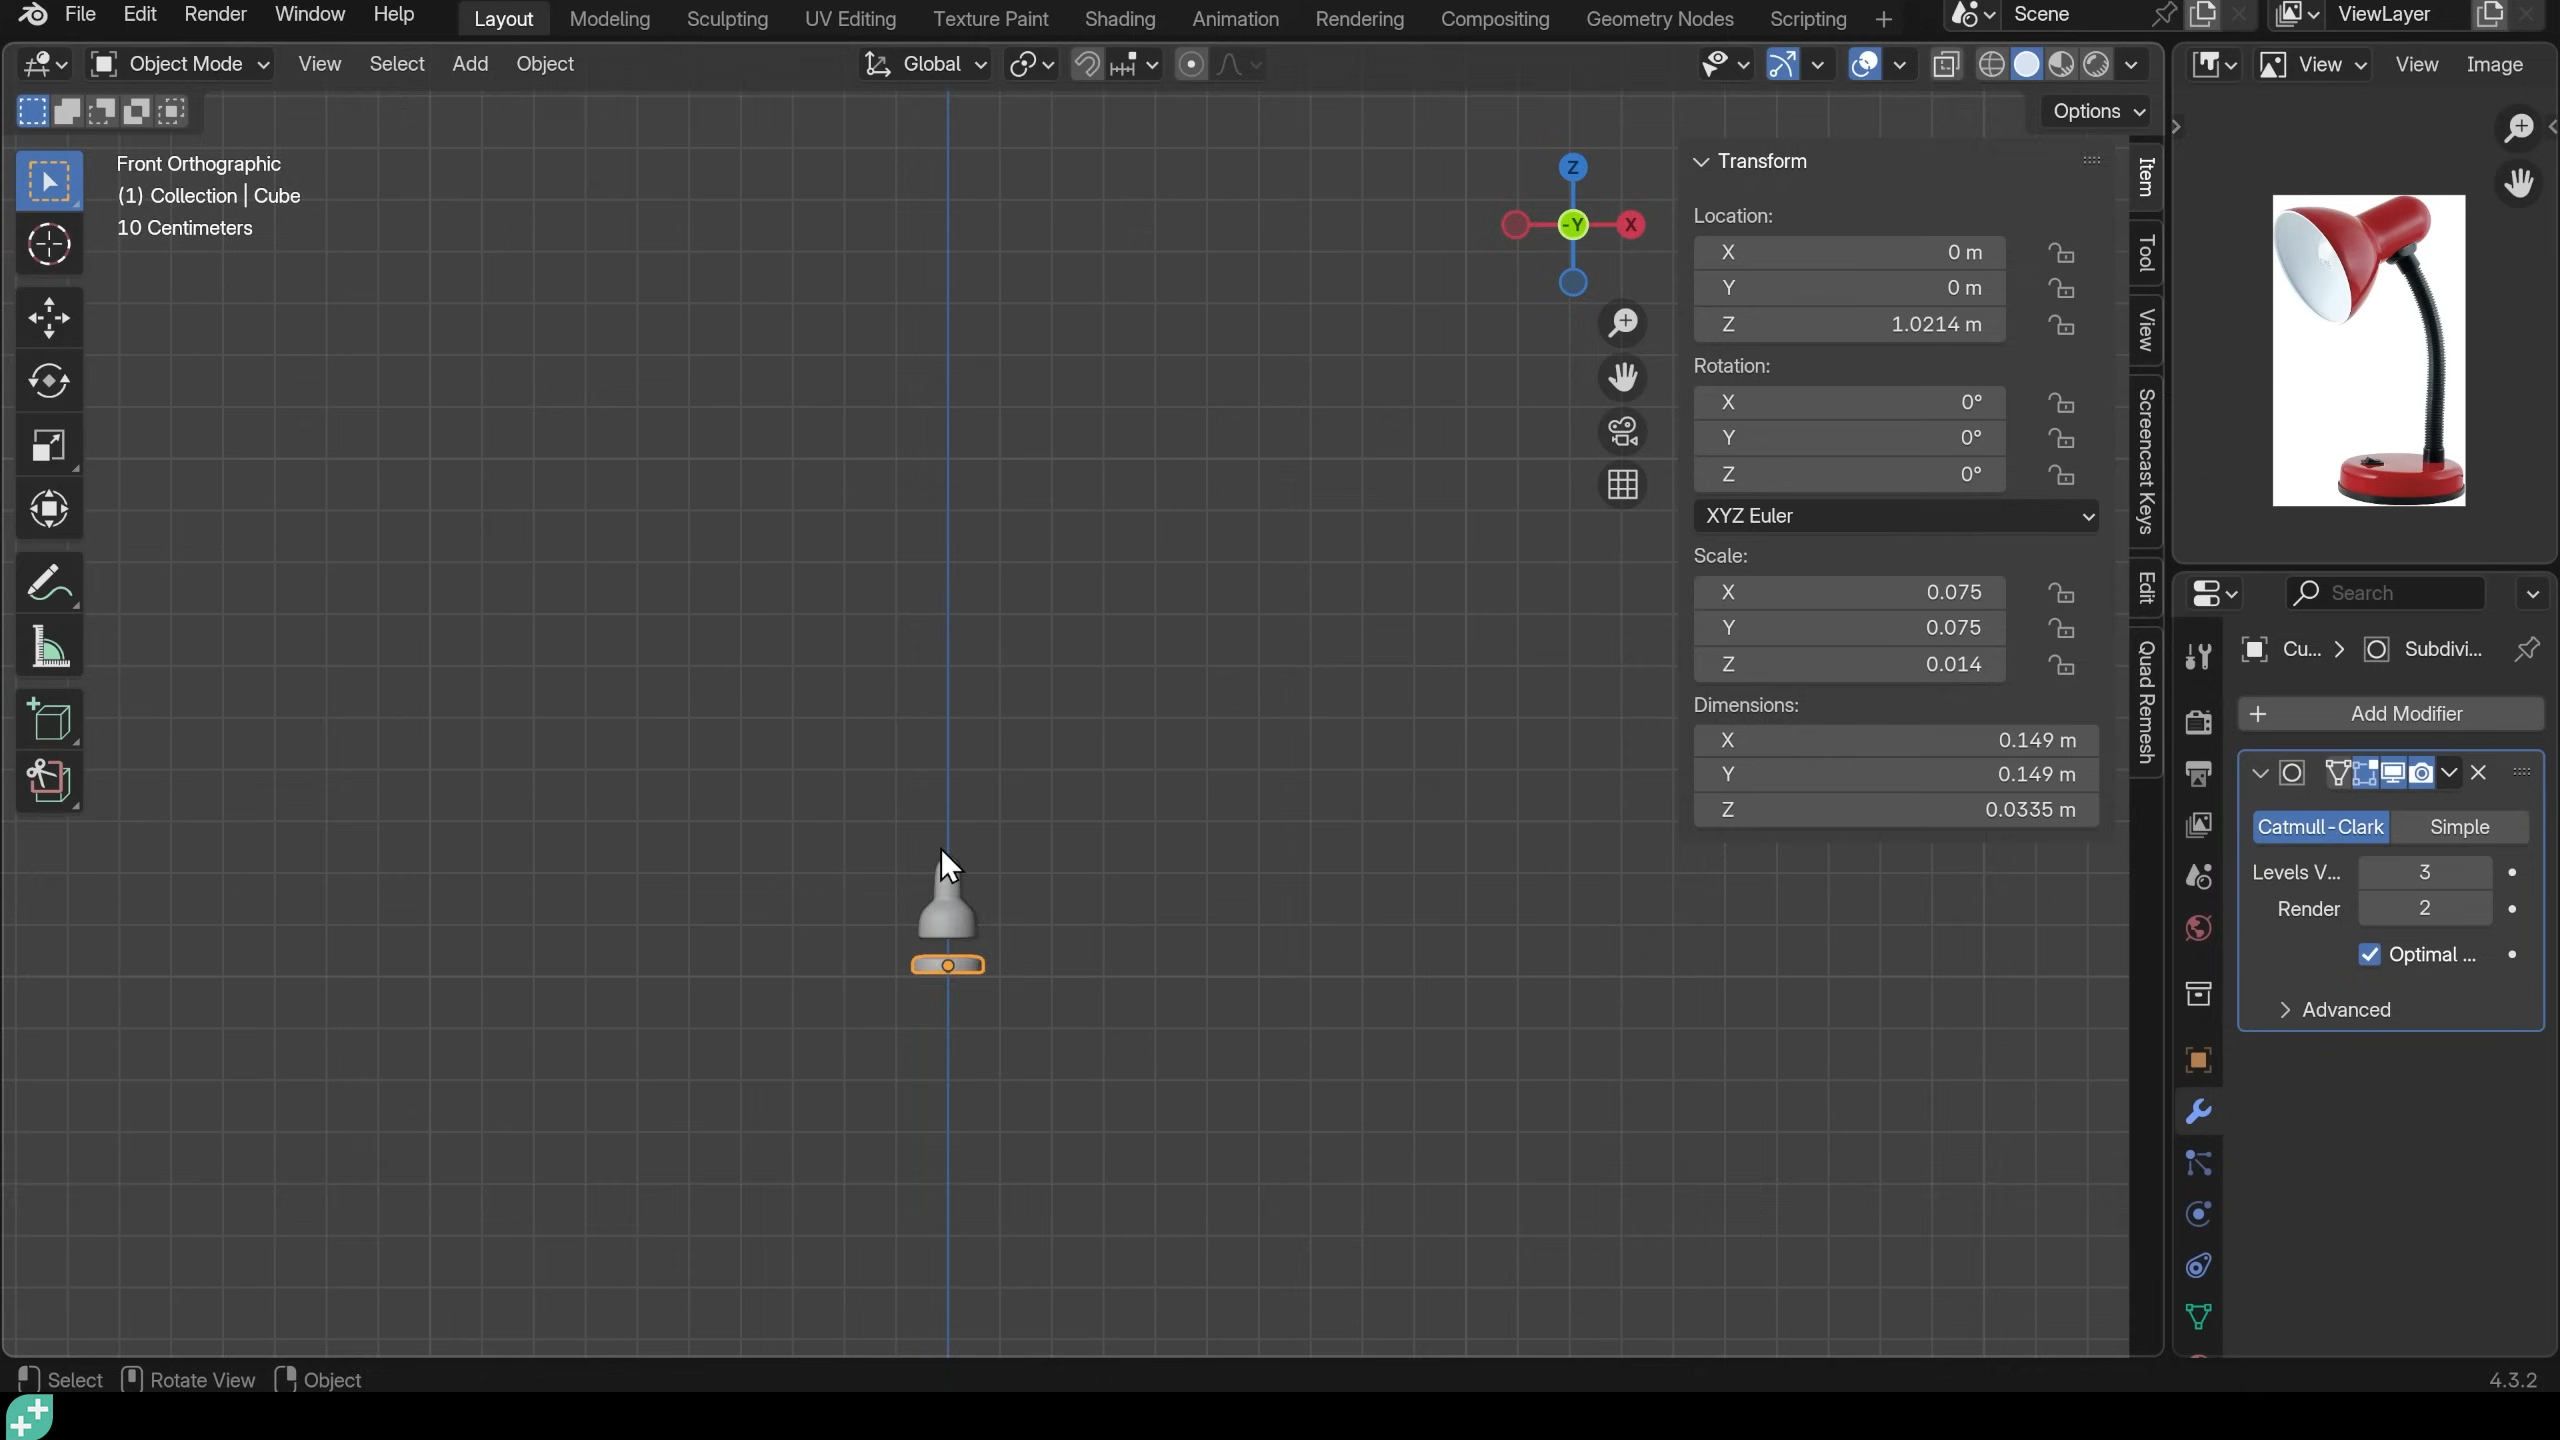 File Edit Render Window Help Layout Modeling Sculpting UV Editing Texture Paint Shading Animation Rendering Compositing Geometry Nodes Scripting + Scene ViewLayer
Object Mode View Select Add Object Global View View Image
Options
Front Orthographic
(1) Collection | Cube
10 Centimeters
Z
-Y X
Transform
Location:
X 0 m
Y 0 m
Z 1.0214 m
Rotation:
X 0°
Y 0°
Z 0°
XYZ Euler
Scale:
X 0.075
Y 0.075
Z 0.014
Dimensions:
X 0.149 m
Y 0.149 m
Z 0.0335 m
Item
Tool
View
Screencast Keys
Edit
Quad Remesh
Search
Cu... Subdivi...
+ Add Modifier
Catmull-Clark Simple
Levels V... 3
Render 2
Optimal ...
Advanced
Select Rotate View Object 4.3.2